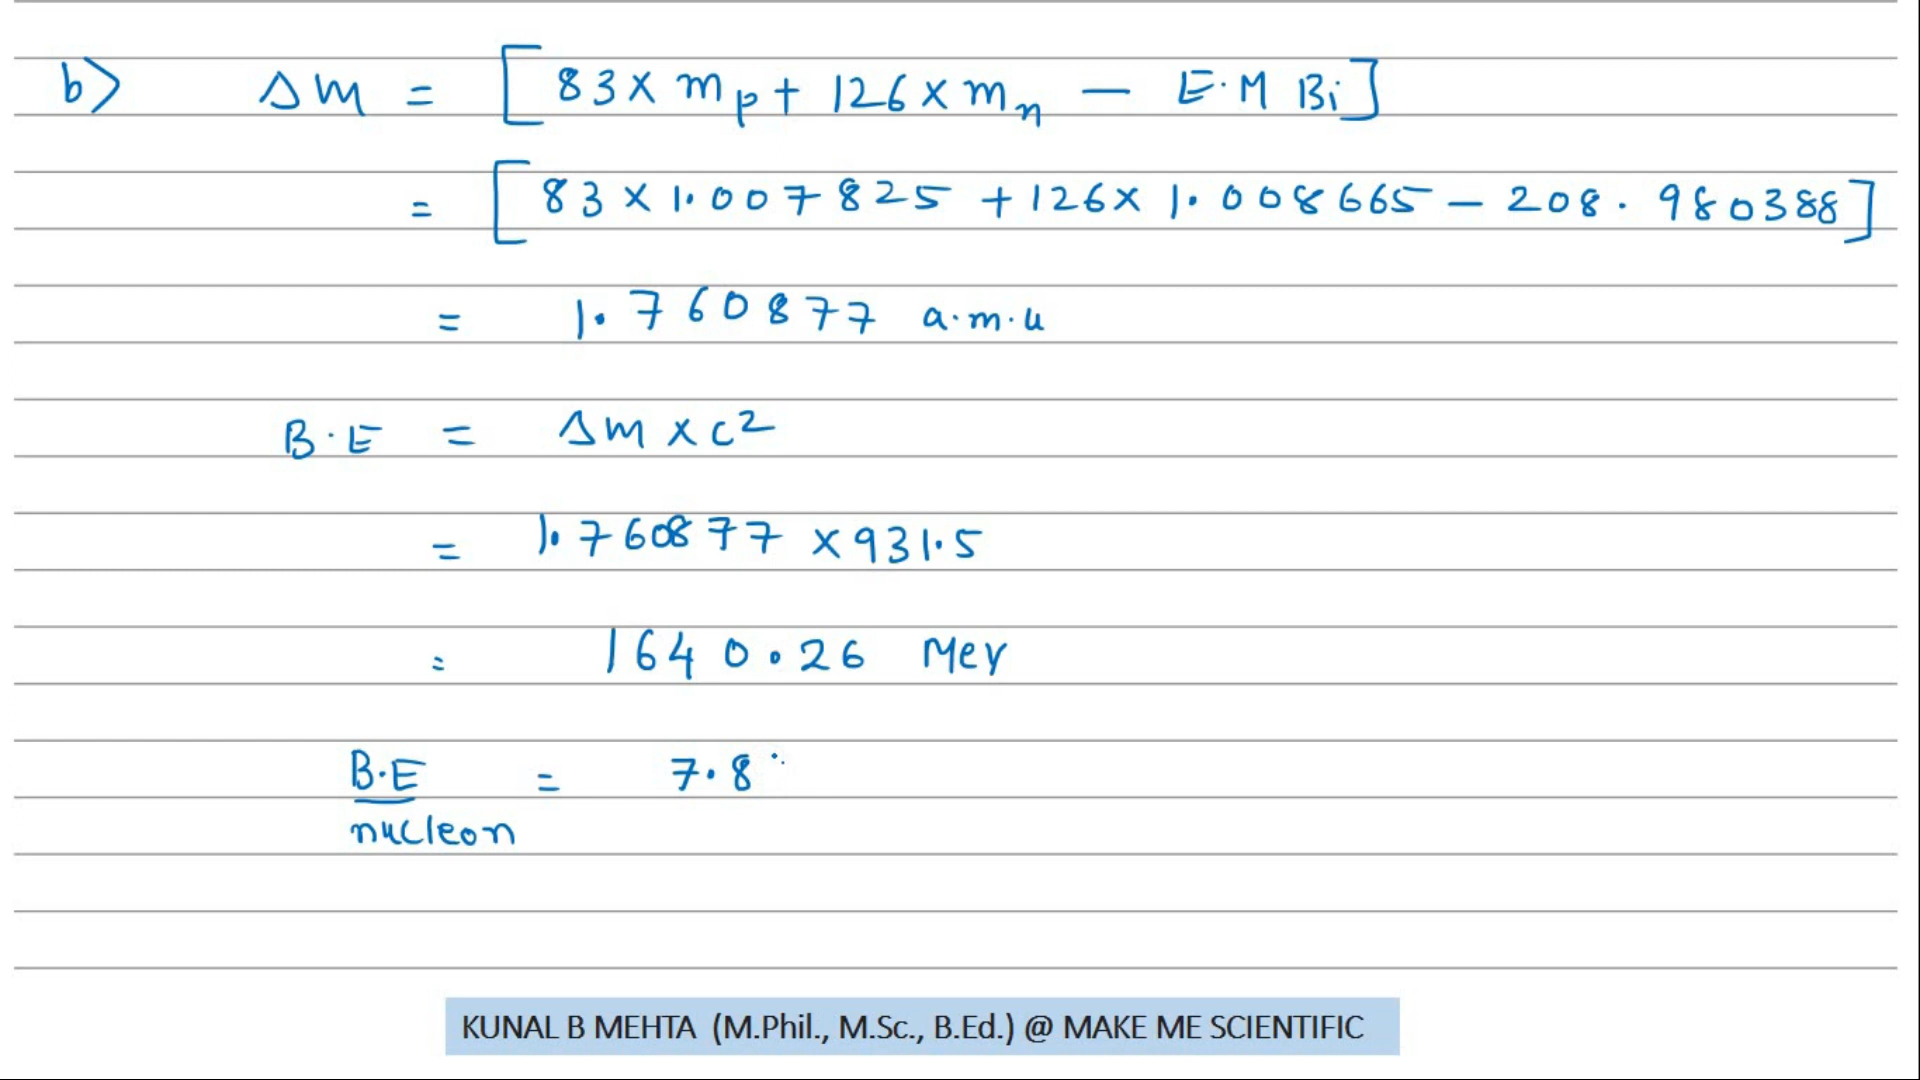 b> Δm = [83 × mp + 126 × mn − E.M Bi]
= [83 × 1.007825 + 126 × 1.008665 − 208.980388]
= 1.760877 a.m.u
B.E = Δm × c²
= 1.760877 × 931.5
= 1640.26 Mev
B.E = 7.8
nucleon
KUNAL B MEHTA (M.Phil., M.Sc., B.Ed.) @ MAKE ME SCIENTIFIC